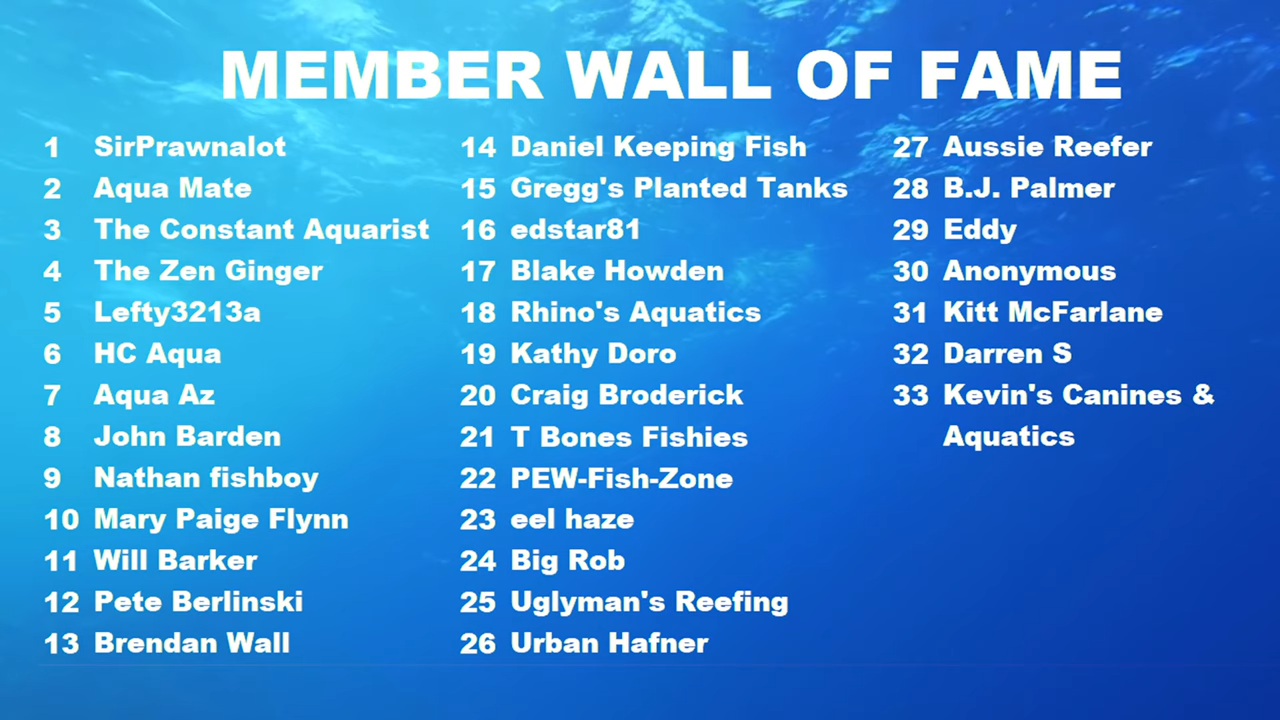 MEMBER WALL OF FAME
1 SirPrawnalot
2 Aqua Mate
3 The Constant Aquarist
4 The Zen Ginger
5 Lefty3213a
6 HC Aqua
7 Aqua Az
8 John Barden
9 Nathan fishboy
10 Mary Paige Flynn
11 Will Barker
12 Pete Berlinski
13 Brendan Wall
14 Daniel Keeping Fish
15 Gregg's Planted Tanks
16 edstar81
17 Blake Howden
18 Rhino's Aquatics
19 Kathy Doro
20 Craig Broderick
21 T Bones Fishies
22 PEW-Fish-Zone
23 eel haze
24 Big Rob
25 Uglyman's Reefing
26 Urban Hafner
27 Aussie Reefer
28 B.J. Palmer
29 Eddy
30 Anonymous
31 Kitt McFarlane
32 Darren S
33 Kevin's Canines &
Aquatics